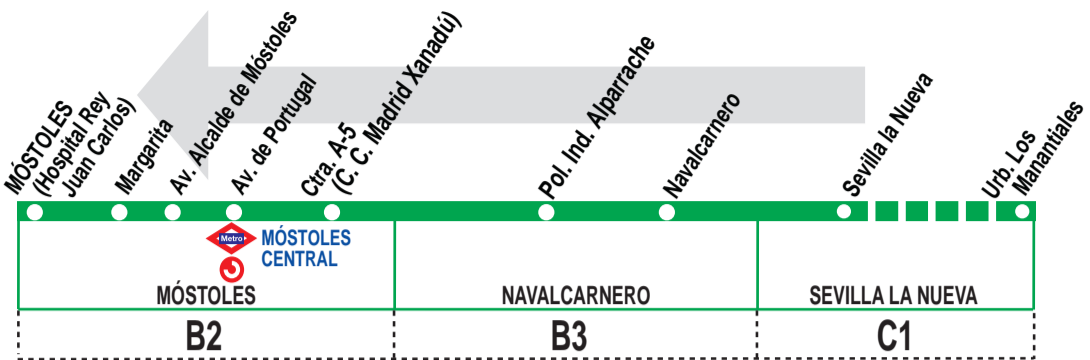 MÓSTOLES
(Hospital Rey
Juan Carlos)
Margarita
Av. Alcalde de Móstoles
Av. de Portugal
Ctra. A-5
(C. C. Madrid Xanadú)
Pol. Ind. Alparrache
Navalcarnero
Sevilla la Nueva
Urb. Los
Manantiales
Metro
MÓSTOLES
CENTRAL
MÓSTOLES
NAVALCARNERO
SEVILLA LA NUEVA
B2
B3
C1